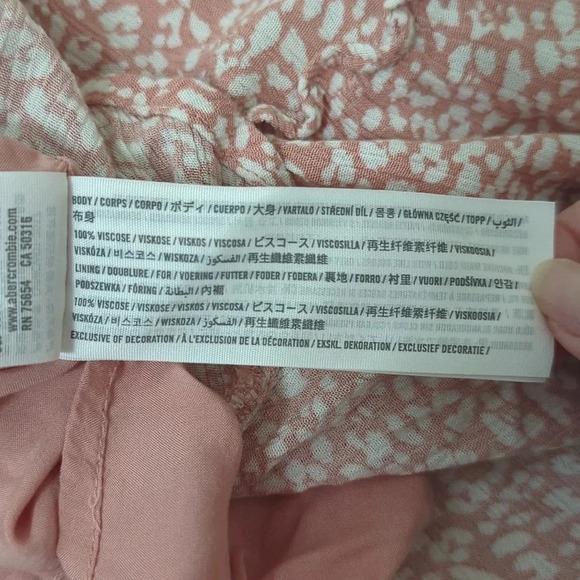 BODY / CORPS / CORPO / ボディ / CUERPO / 大身 / VARTALO / STŘEDNÍ DÍL / 몸통 / GŁÓWNA CZĘŚĆ / TOPP / الثوب /
布身
100% VISCOSE / VISKOSE / VISKOS / VISCOSA / ビスコース / VISCOSILLA / 再生纤维素纤维 / VISKOOSIA /
VISKÓZA / 비스코스 / WISKOZA / الفسكوز / 再生纖維素纖維
LINING / DOUBLURE / FOR / VOERING / FUTTER / FODER / FODERA / 裏地 / FORRO / 衬里 / VUORI / PODŠÍVKA / 안감 /
PODSZEWKA / FÔRING / البطانة / 內襯
100% VISCOSE / VISKOSE / VISKOS / VISCOSA / ビスコース / VISCOSILLA / 再生纤维素纤维 / VISKOOSIA /
VISKÓZA / 비스코스 / WISKOZA / الفسكوز / 再生纖維素纖維
EXCLUSIVE OF DECORATION / À L'EXCLUSION DE LA DÉCORATION / EXSKL. DEKORATION / EXCLUSIEF DECORATIE /
www.abercrombie.com
RN 75654 CA 50316